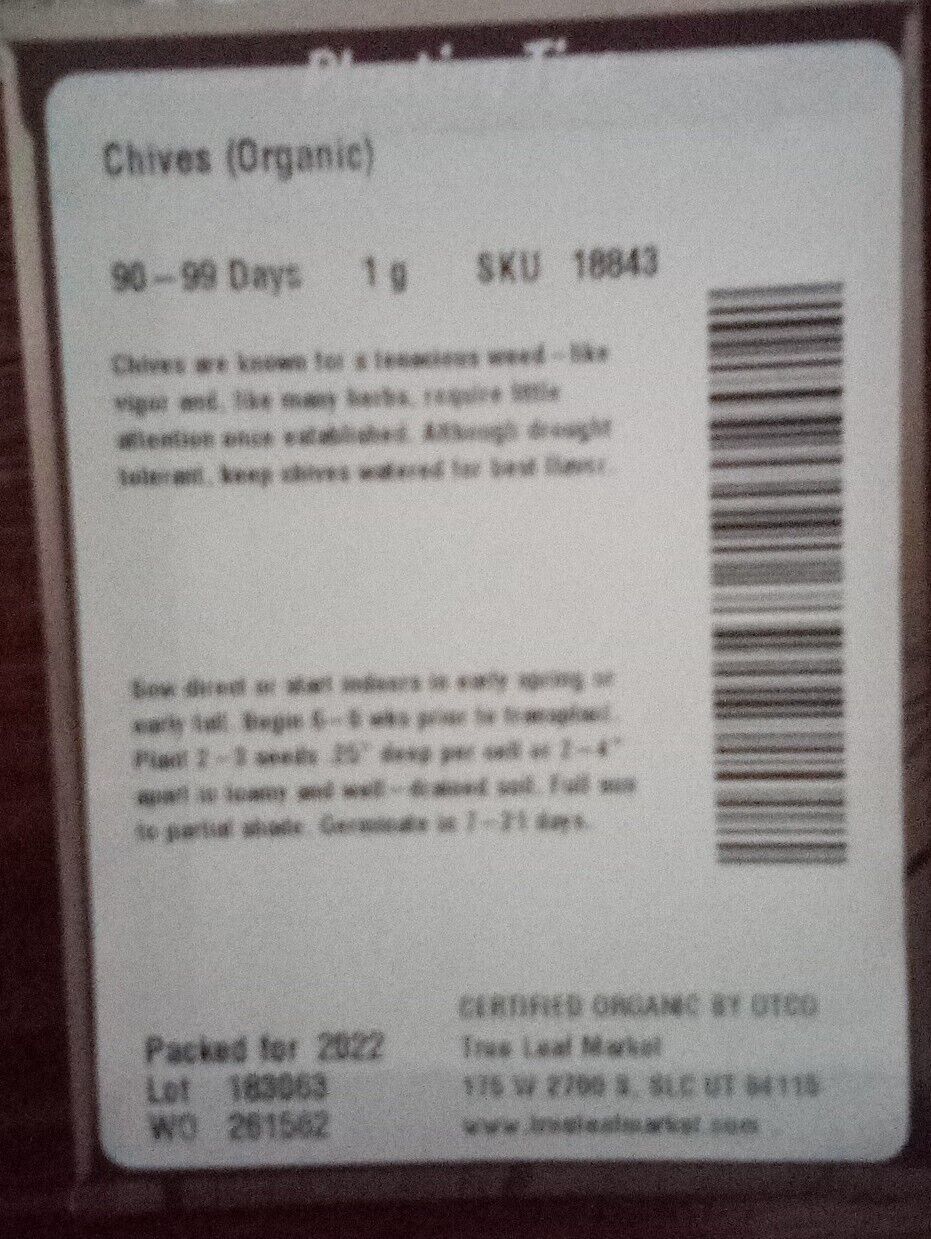 Planting Tips
Chives (Organic)
90-99 Days 1 g SKU 18843
Chives are known for a tenacious weed-like
vigor and, like many herbs, require little
attention once established. Although drought
tolerant, keep chives watered for best flavor.
Sow direct or start indoors in early spring or
early fall. Begin wks prior to transplant.
Plant 2-3 seeds .25" deep per cell or 2-4"
apart in loamy and well-drained soil. Full sun
to partial shade. Germinate in 7-21 days.
CERTIFIED ORGANIC BY OTCO
Packed for 2022 True Leaf Market
Lot 183063 175 W 2700 S, SLC UT 84115
WO 261562 www.trueleafmarket.com